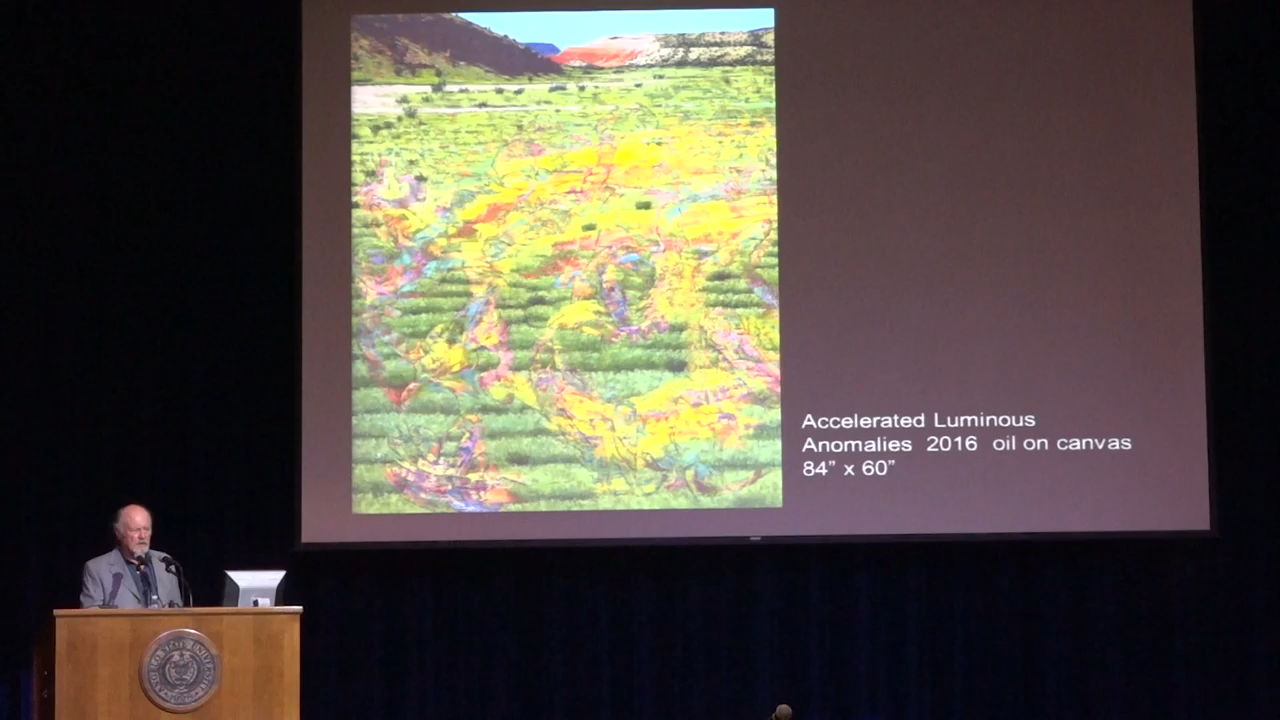 Accelerated Luminous
Anomalies 2016 oil on canvas
84” x 60”